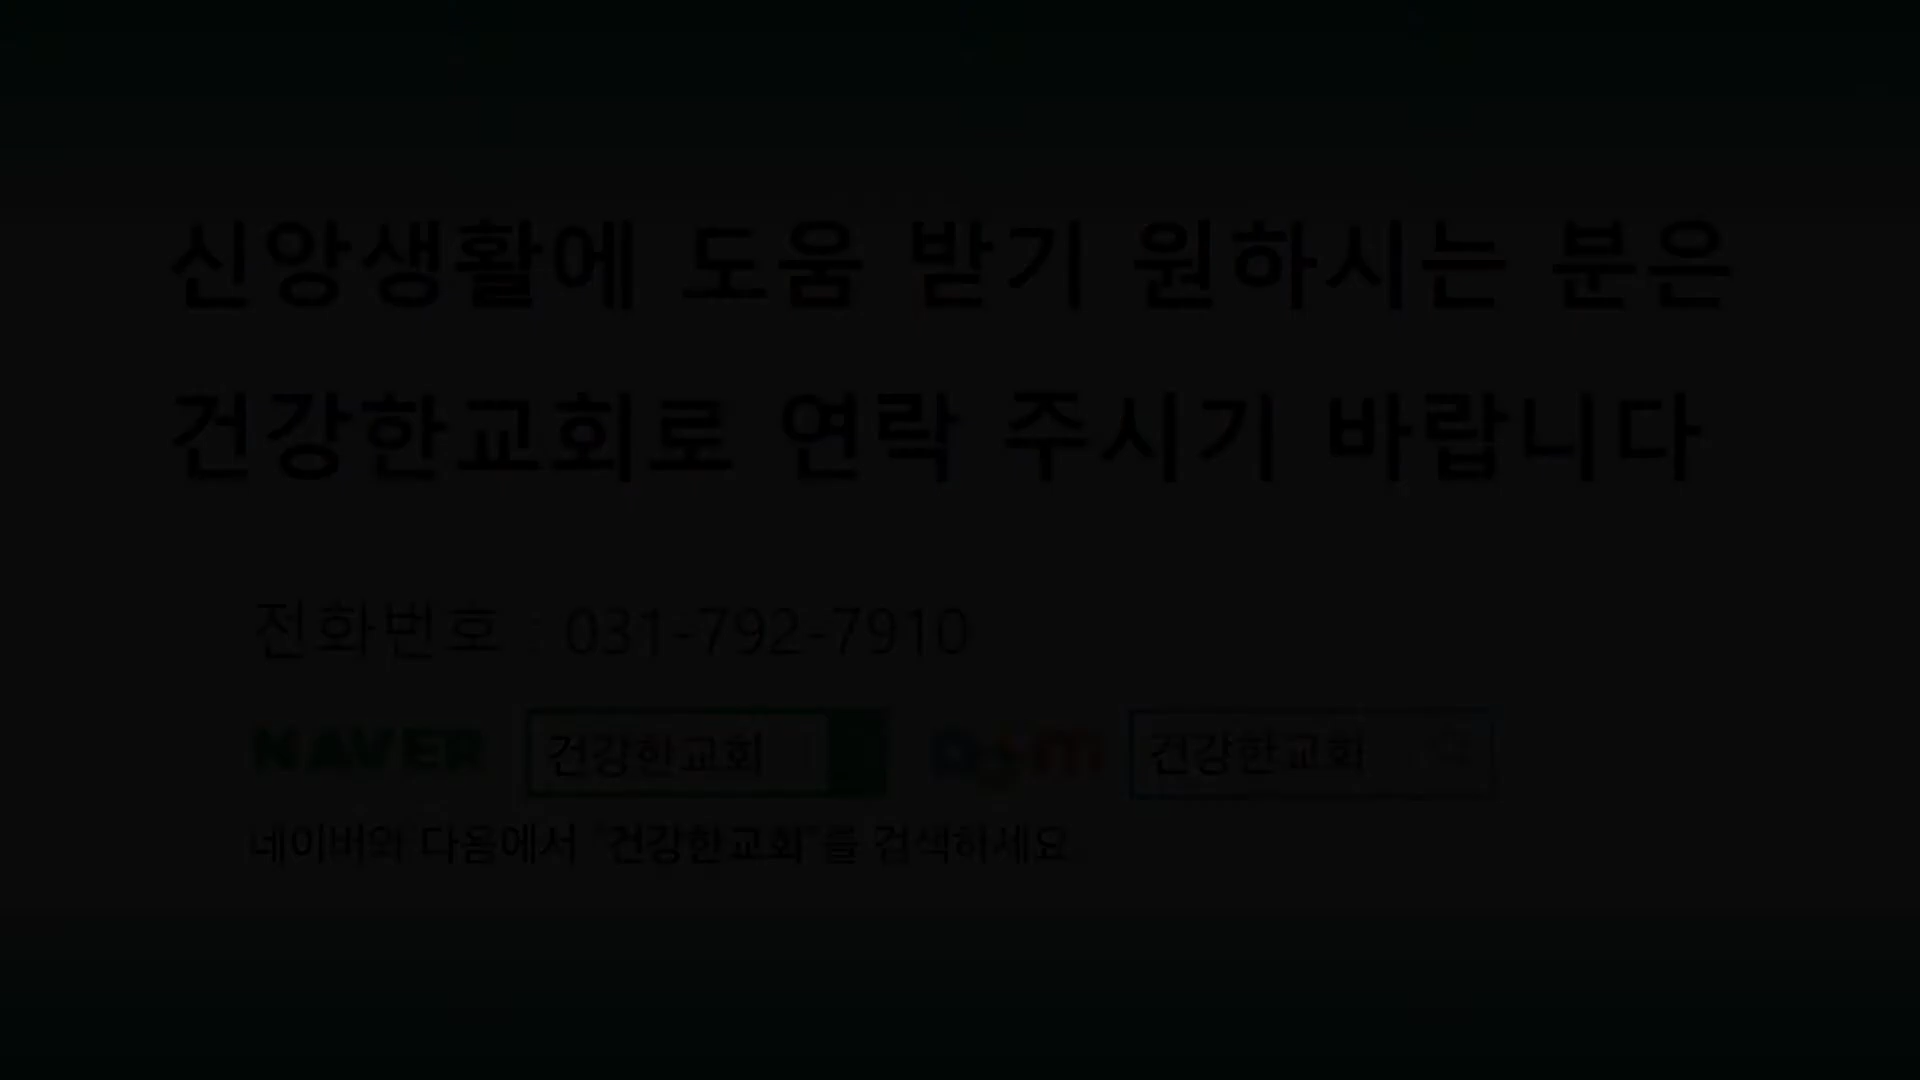 신앙생활에 도움 받기 원하시는 분은
건강한교회로 연락 주시기 바랍니다
전화번호 : 031-792-7910
NAVER 건강한교회 Daum 건강한교회
네이버와 다음에서 "건강한교회"를 검색하세요